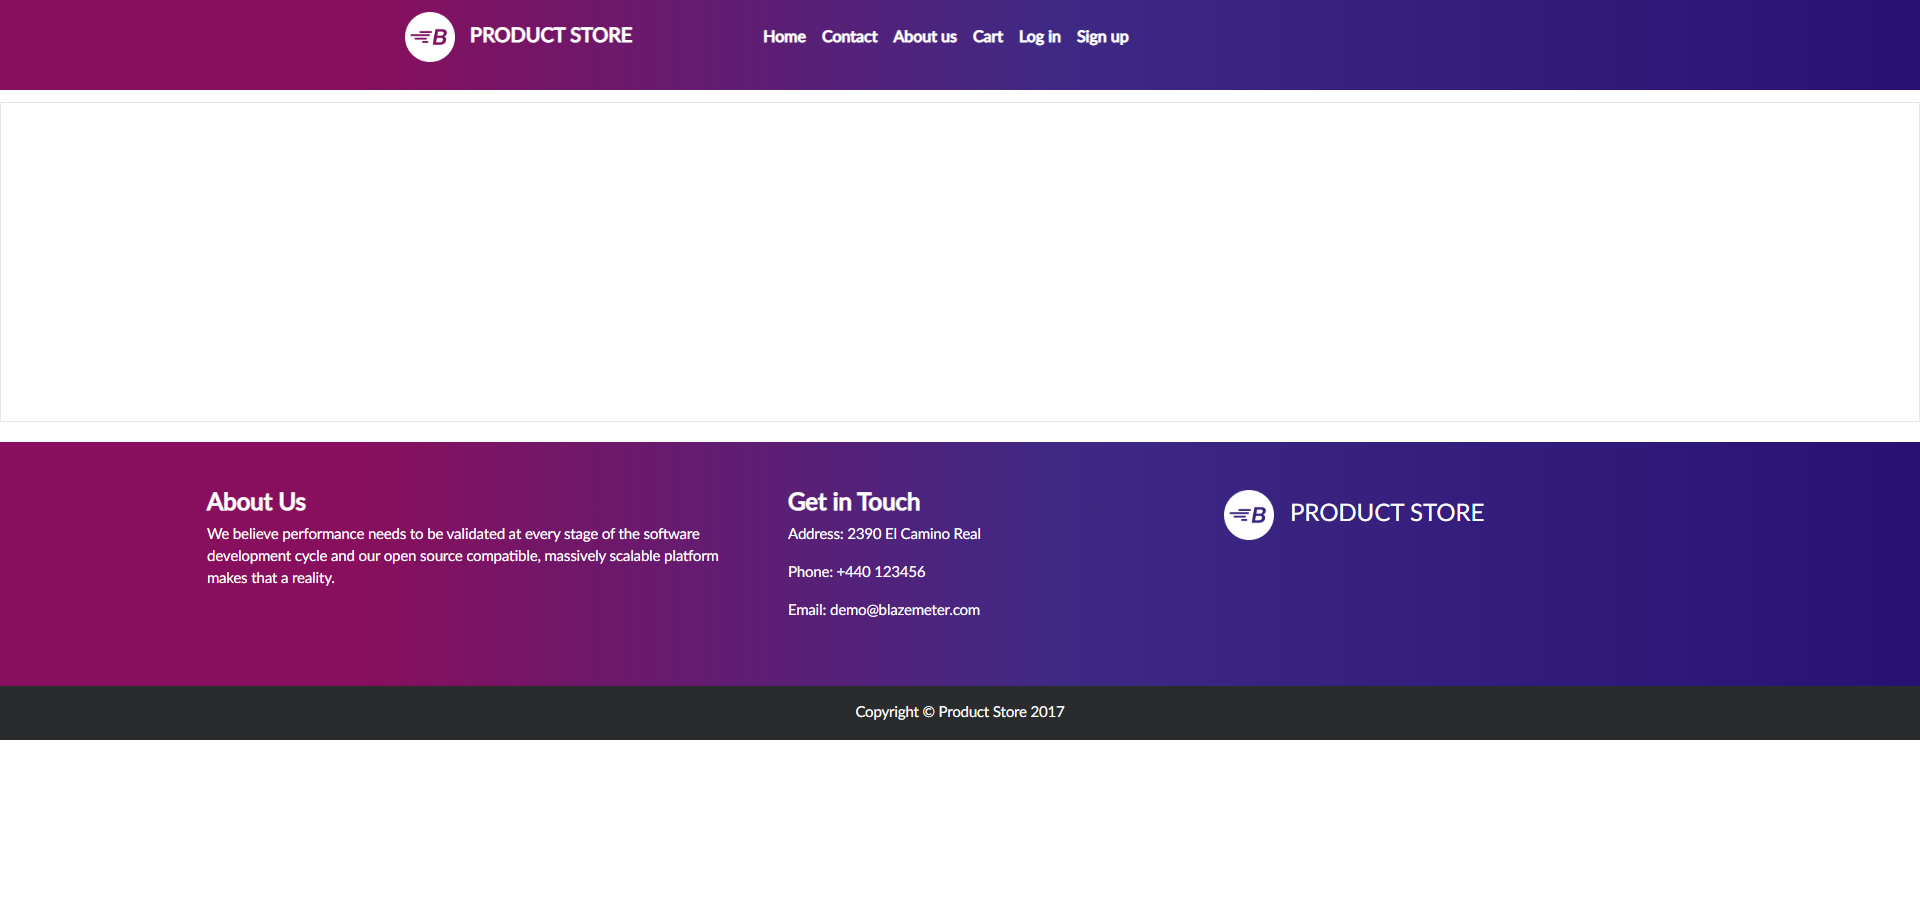 B PRODUCT STORE
Home Contact About us Cart Log in Sign up
About Us
We believe performance needs to be validated at every stage of the software
development cycle and our open source compatible, massively scalable platform
makes that a reality.
Get in Touch
Address: 2390 El Camino Real
Phone: +440 123456
Email: demo@blazemeter.com
B PRODUCT STORE
Copyright © Product Store 2017